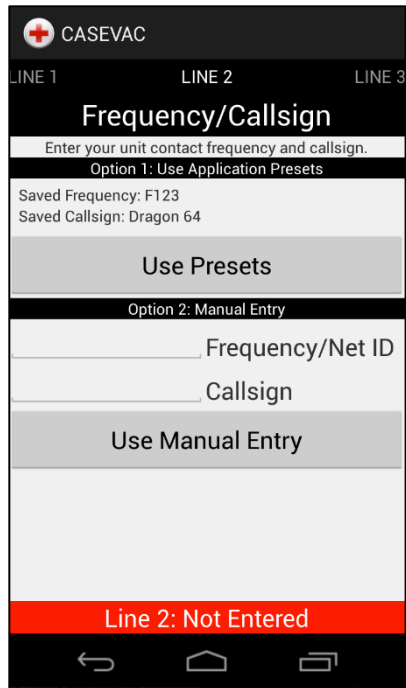 CASEVAC
LINE 1 LINE 2 LINE 3
Frequency/Callsign
Enter your unit contact frequency and callsign.
Option 1: Use Application Presets
Saved Frequency: F123
Saved Callsign: Dragon 64
Use Presets
Option 2: Manual Entry
Frequency/Net ID
Callsign
Use Manual Entry
Line 2: Not Entered